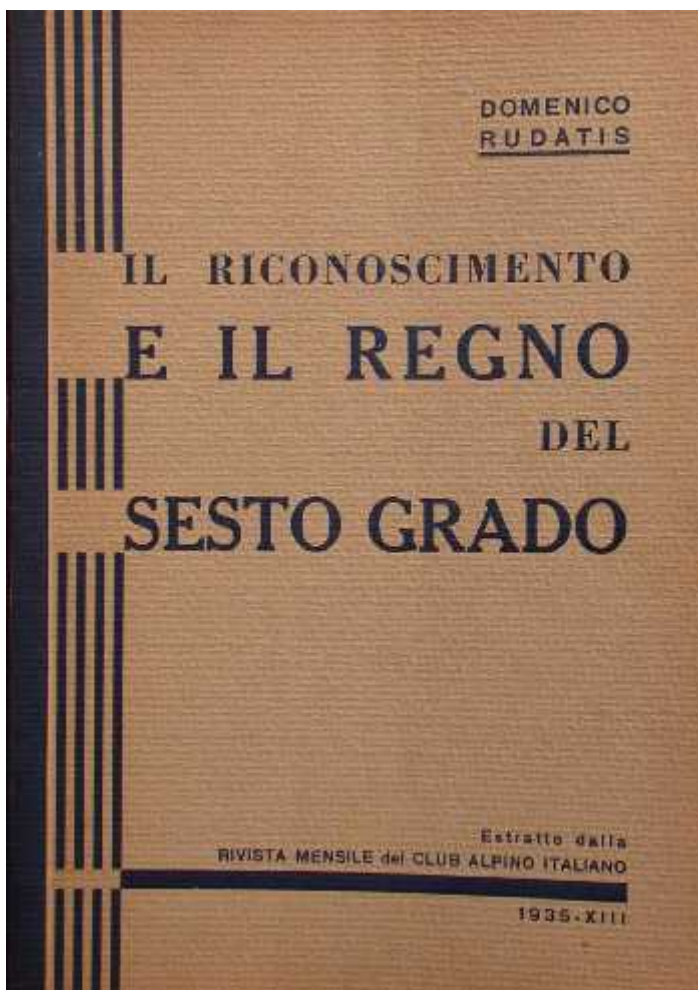 DOMENICO
RUDATIS
IL RICONOSCIMENTO
E IL REGNO
DEL
SESTO GRADO
Estratto dalla
RIVISTA MENSILE del CLUB ALPINO ITALIANO
1935-XIII